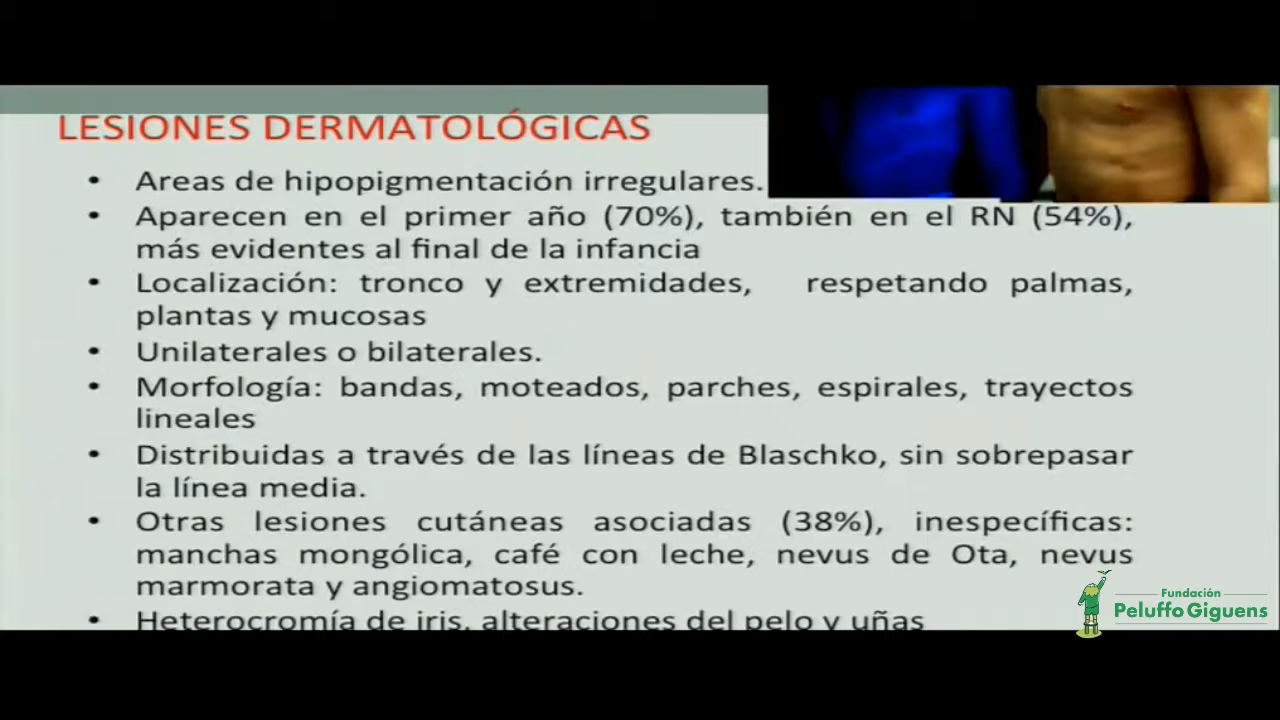 LESIONES DERMATOLÓGICAS
• Areas de hipopigmentación irregulares.
• Aparecen en el primer año (70%), también en el RN (54%),
más evidentes al final de la infancia
• Localización: tronco y extremidades, respetando palmas,
plantas y mucosas
• Unilaterales o bilaterales.
• Morfología: bandas, moteados, parches, espirales, trayectos
lineales
• Distribuidas a través de las líneas de Blaschko, sin sobrepasar
la línea media.
• Otras lesiones cutáneas asociadas (38%), inespecíficas:
manchas mongólica, café con leche, nevus de Ota, nevus
marmorata y angiomatosus.
• Heterocromía de iris, alteraciones del pelo y uñas
Fundación
Peluffo Giguens